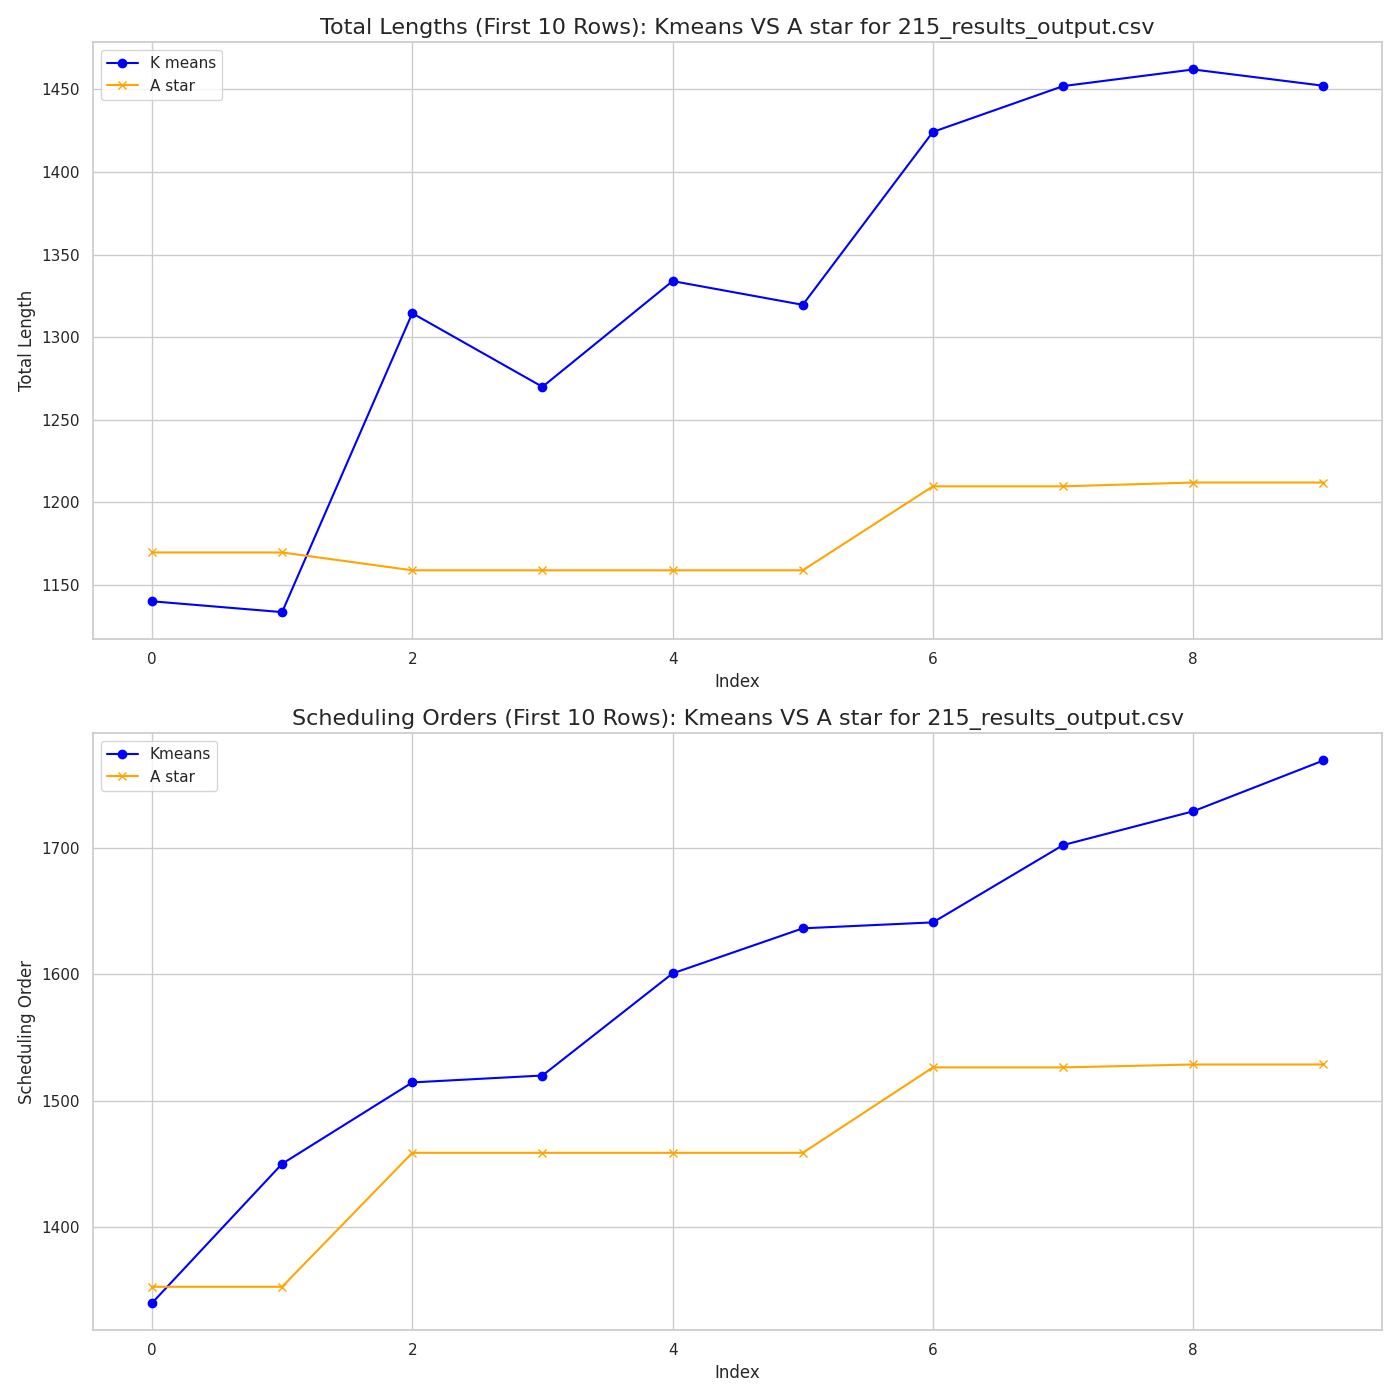 Total Lengths (First 10 Rows): Kmeans VS A star for 215_results_output.csv
K means
A star
1450
1400
1350
1300
1250
1200
1150
Total Length
0 2 4 6 8
Index
Scheduling Orders (First 10 Rows): Kmeans VS A star for 215_results_output.csv
Kmeans
A star
1700
1600
1500
1400
Scheduling Order
0 2 4 6 8
Index